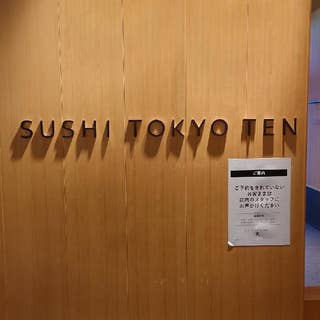 SUSHI TOKYO TEN
ご案内
ご予約をされていない
お客さまは
店内のスタッフに
お声がけください